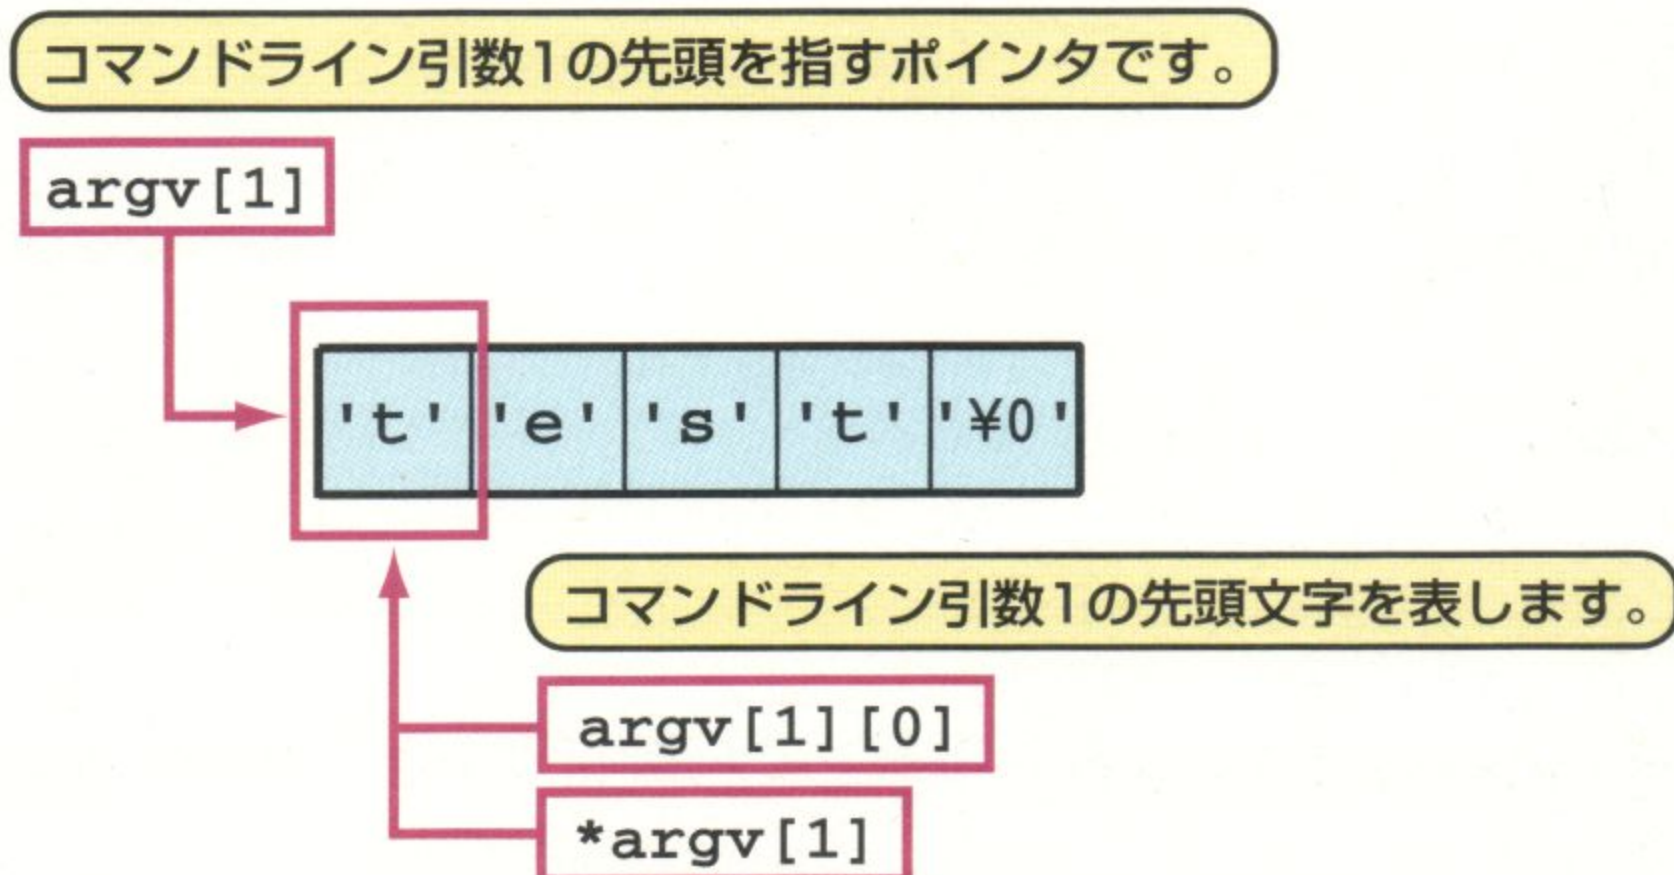 コマンドライン引数1の先頭を指すポインタです。
argv[1]
't' 'e' 's' 't' '¥0'
コマンドライン引数1の先頭文字を表します。
argv[1][0]
*argv[1]